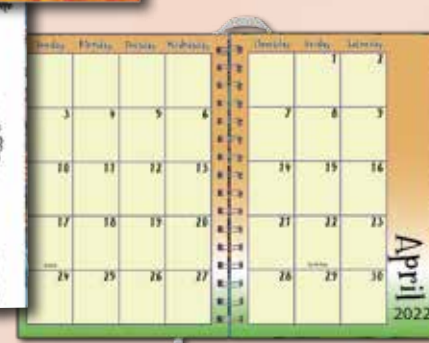 Sunday Monday Tuesday Wednesday Thursday Friday Saturday
1 2
3 4 5 6 7 8 9
10 11 12 13 14 15 16
17 18 19 20 21 22 23
24 25 26 27 28 29 30
April
2022